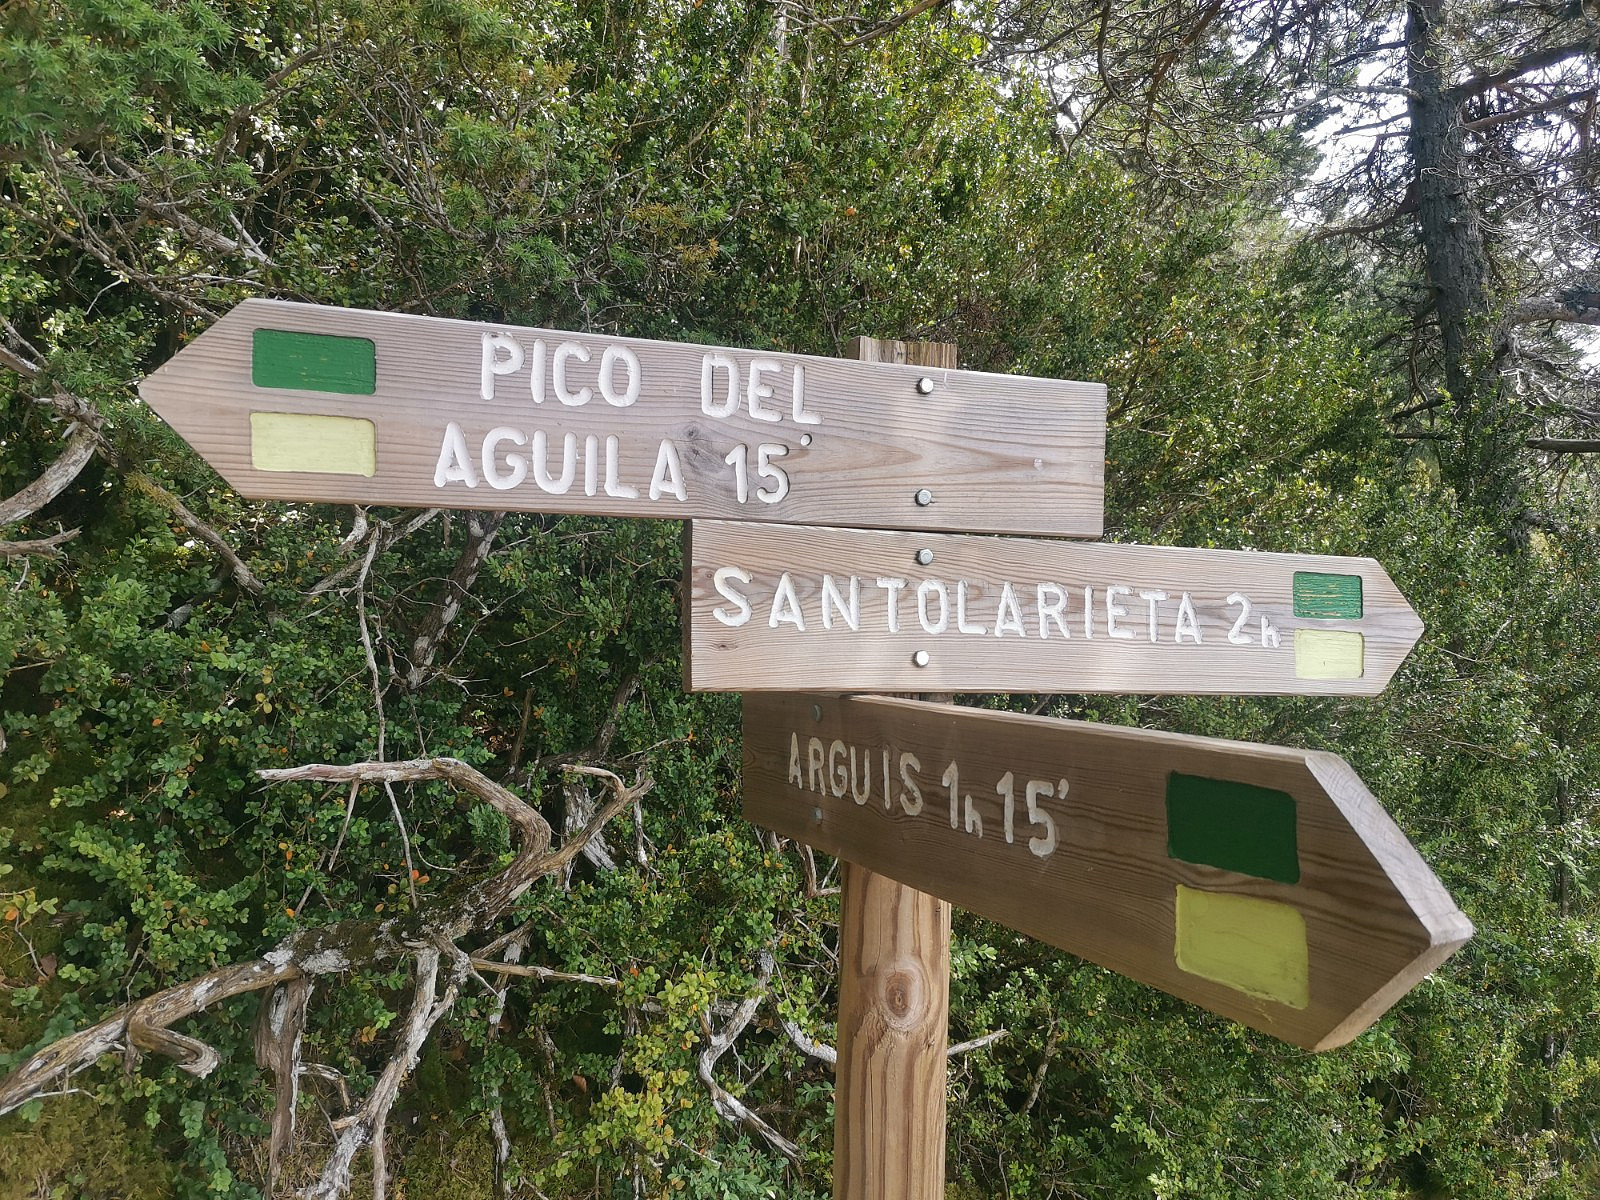 PICO DEL
AGUILA 15'
SANTOLARIETA 2h
ARGUIS 1h 15'